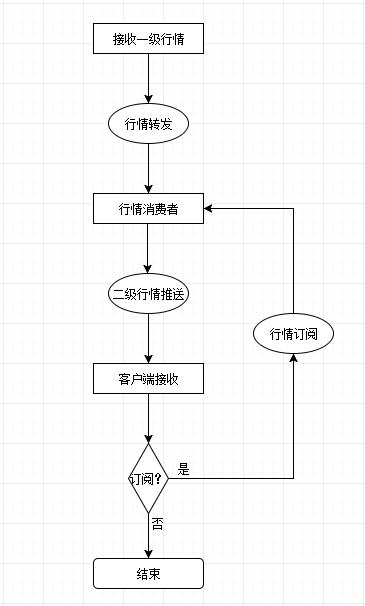 接收一级行情
行情转发
行情消费者
二级行情推送
行情订阅
客户端接收
订阅？
是
否
结束